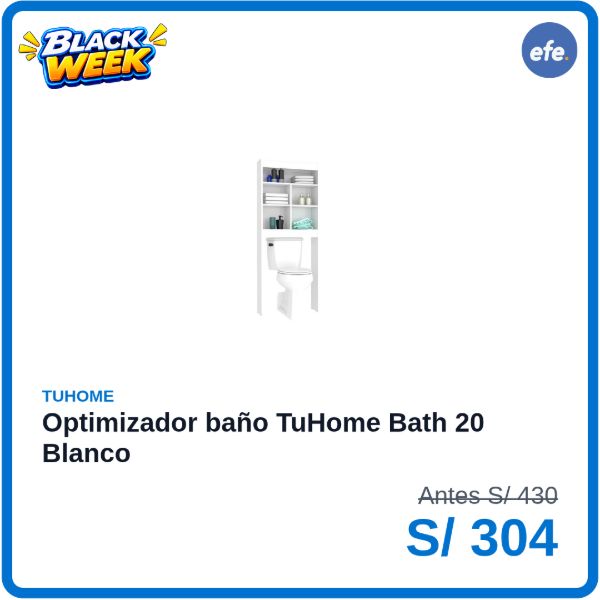 BLACK
WEEK
efe.
TUHOME
Optimizador baño TuHome Bath 20
Blanco
Antes S/ 430
S/ 304